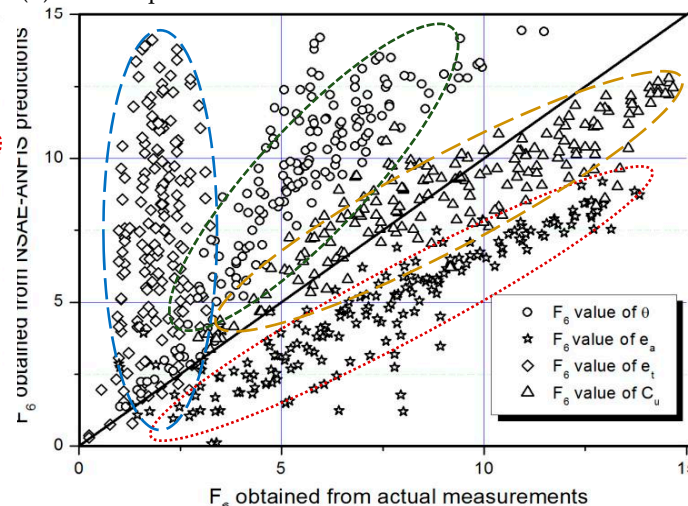 15
10
5
0
5
10
15
F₆ obtained from NSAE-ANFIS predictions
F₆ value of θ
F₆ value of eₐ
F₆ value of eₜ
F₆ value of Cᵤ
F₆ obtained from actual measurements